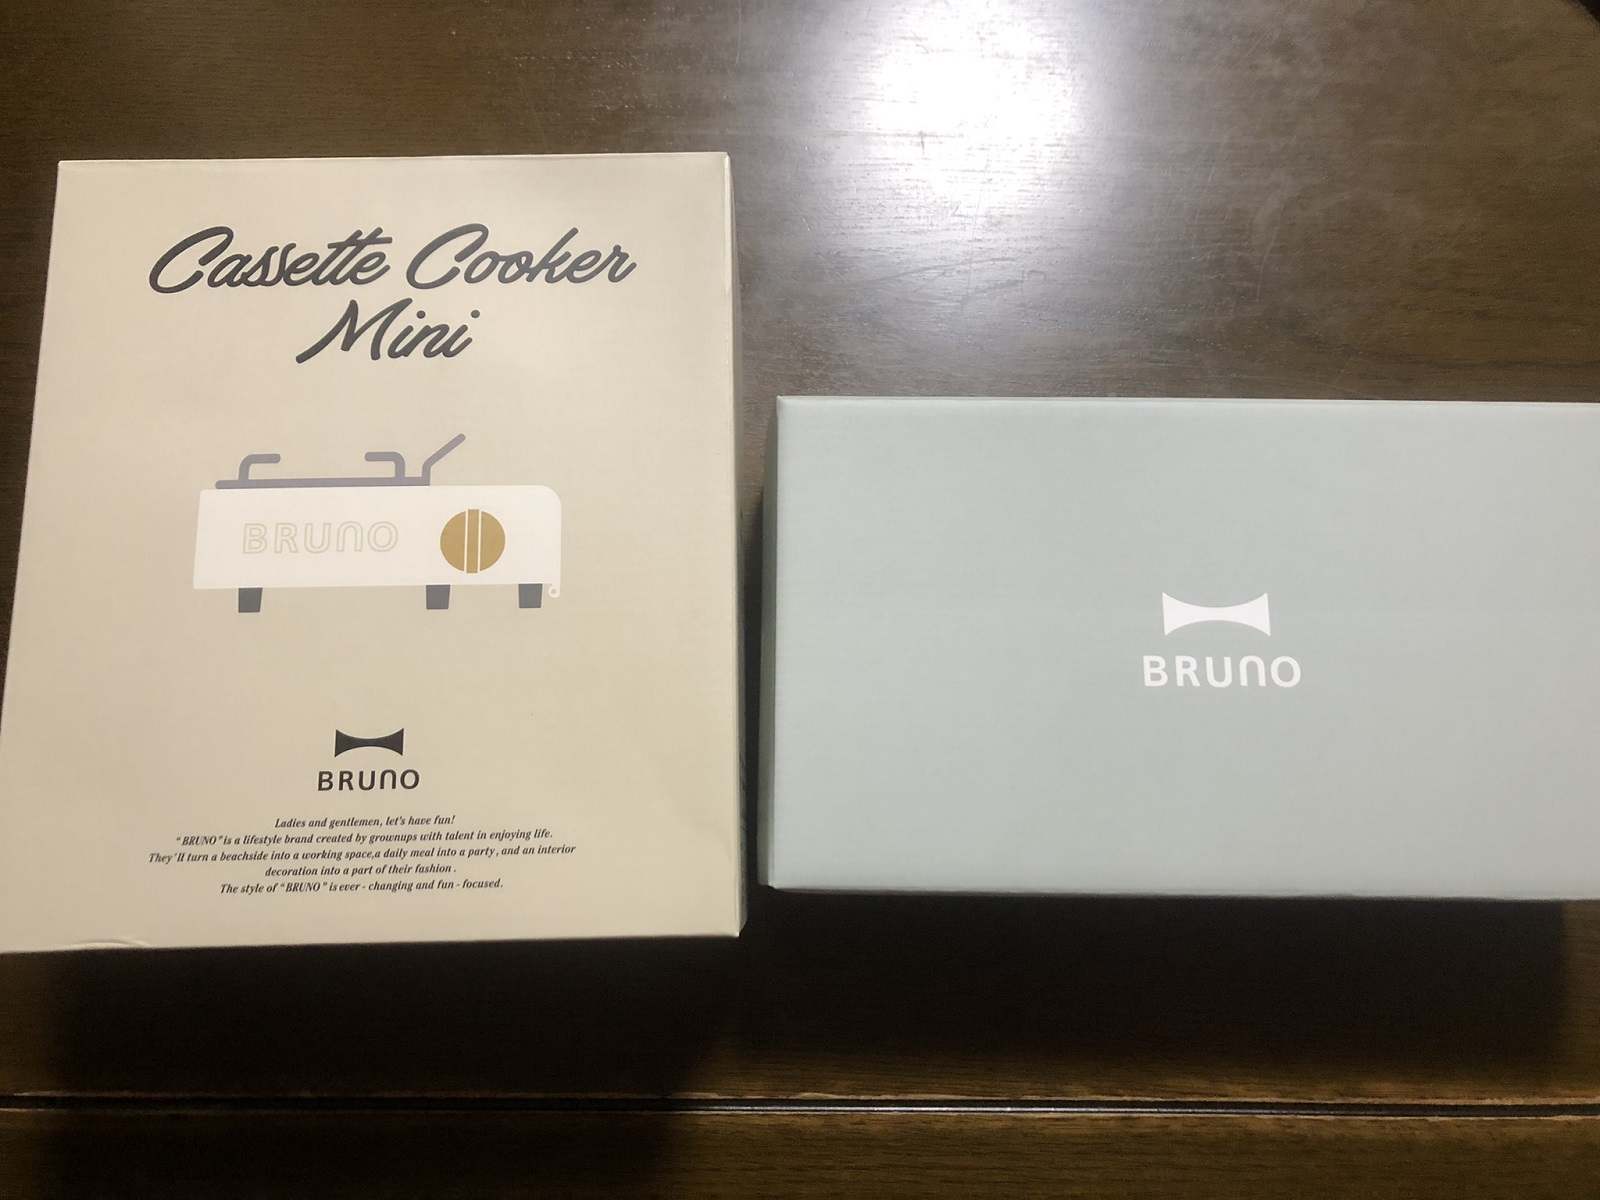 Cassette Cooker
Mini
BRUNO
BRUNO
Ladies and gentlemen, let's have fun!
"BRUNO" is a lifestyle brand created by grownups with talent in enjoying life.
They'll turn a beachside into a working space,a daily meal into a party, and an interior
decoration into a part of their fashion .
The style of "BRUNO" is ever - changing and fun - focused.
BRUNO